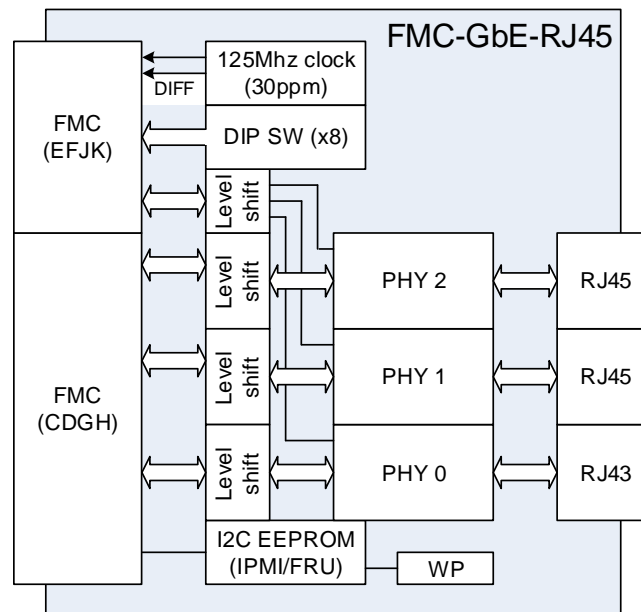 FMC-GbE-RJ45
125Mhz clock
(30ppm)
DIFF
FMC
(EFJK)
DIP SW (x8)
Level
shift
Level
shift
PHY 2
RJ45
Level
shift
PHY 1
RJ45
FMC
(CDGH)
Level
shift
PHY 0
RJ43
I2C EEPROM
(IPMI/FRU)
WP